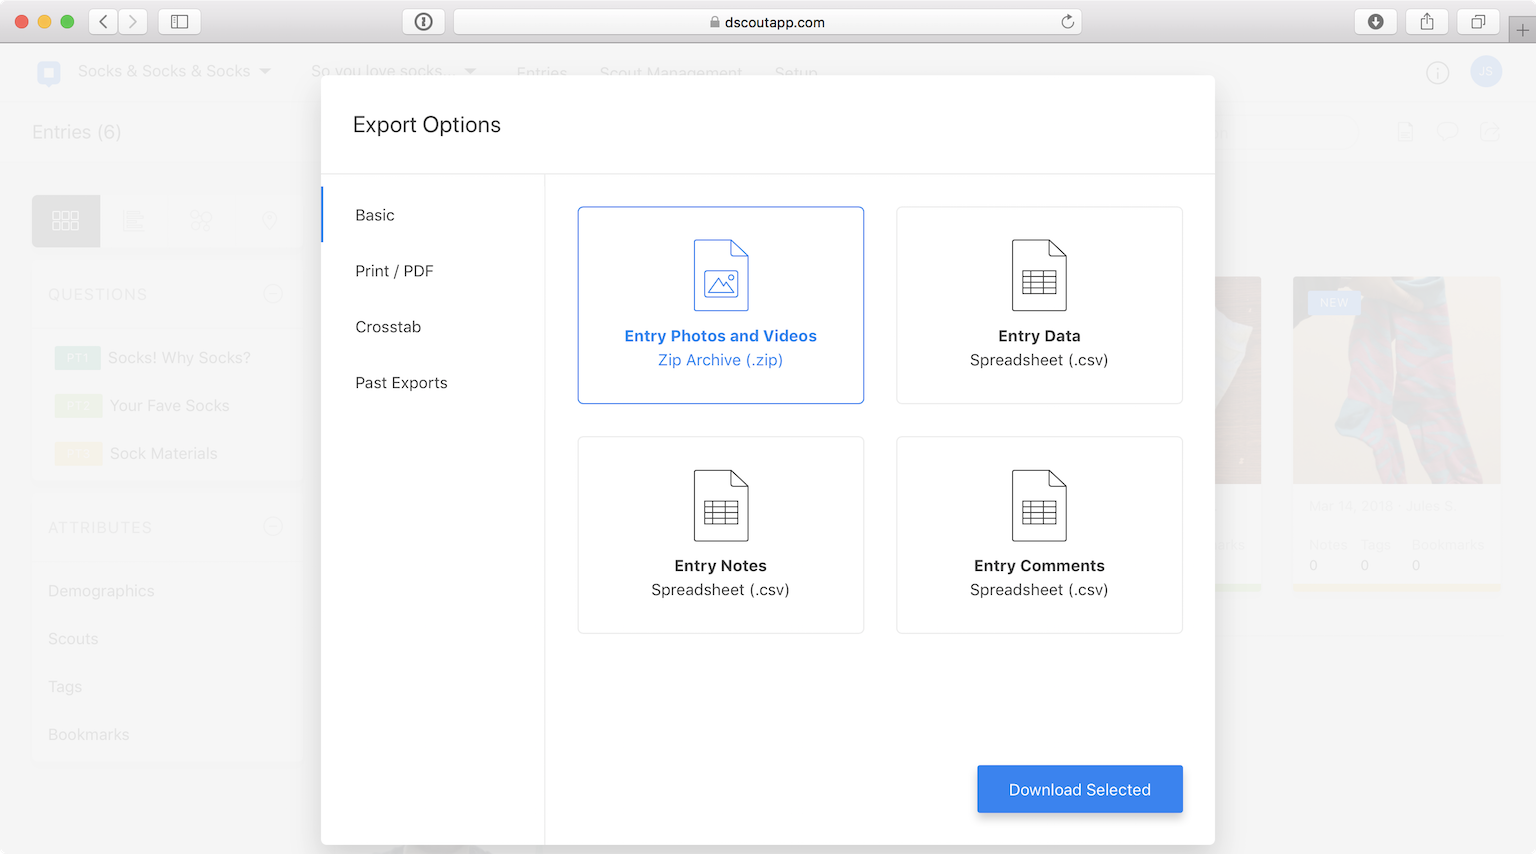 dscoutapp.com
Socks & Socks & Socks
So you love socks
Entries
Scout Management
Setup
JS
Entries (6)
Export Options
Basic
Print / PDF
Crosstab
Past Exports
Entry Photos and Videos
Zip Archive (.zip)
Entry Data
Spreadsheet (.csv)
Entry Notes
Spreadsheet (.csv)
Entry Comments
Spreadsheet (.csv)
Download Selected
QUESTIONS
PT1 Socks! Why Socks?
Your Fave Socks
Sock Materials
ATTRIBUTES
Demographics
Scouts
Tags
Bookmarks
NEW
Mar 14, 2016
Jules S.
Notes Tags Bookmarks
0 0 0